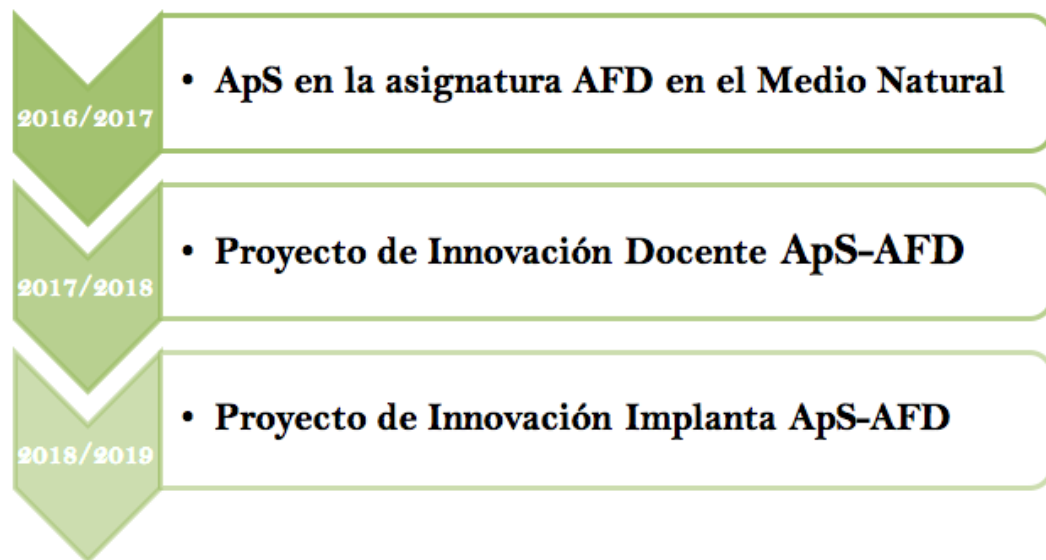 2016/2017
• ApS en la asignatura AFD en el Medio Natural
2017/2018
• Proyecto de Innovación Docente ApS-AFD
2018/2019
• Proyecto de Innovación Implanta ApS-AFD